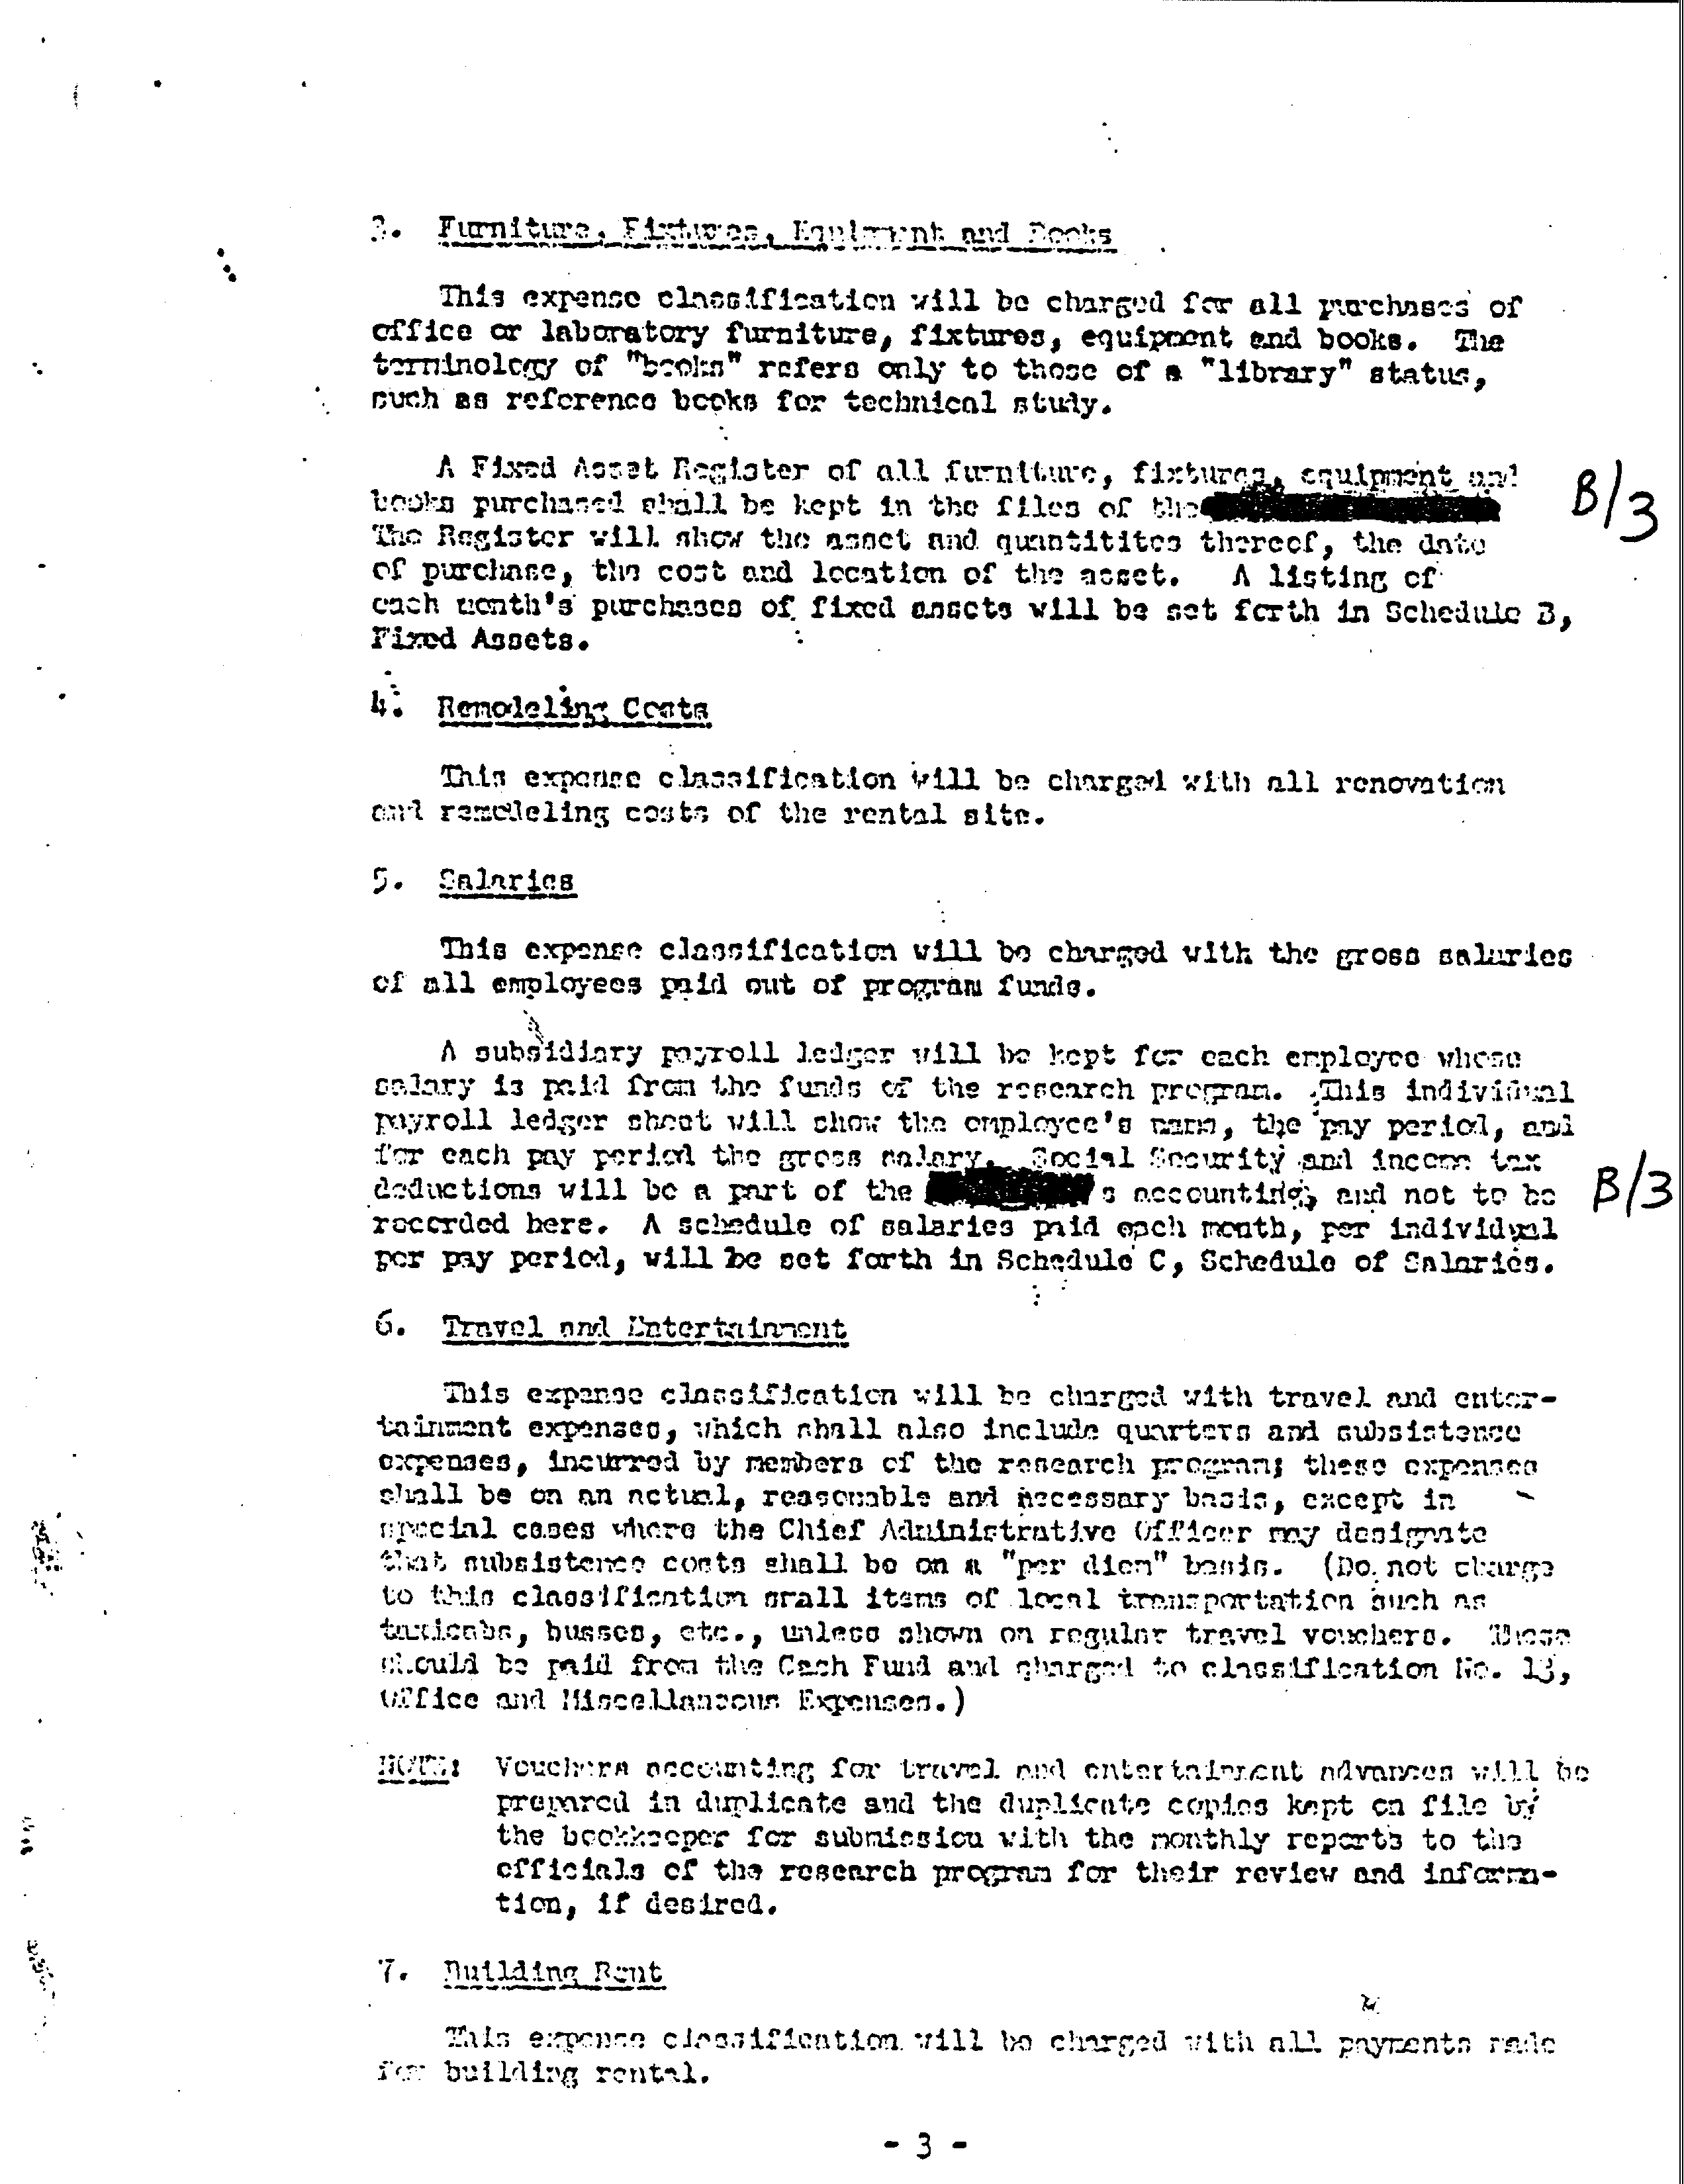 3. Furniture, Fixtures, Equipment and Books
This expense classification will be charged for all purchases of
office or laboratory furniture, fixtures, equipment and books. The
terminology of "books" refers only to those of a "library" status,
such as reference books for technical study.
A Fixed Asset Register of all furniture, fixtures, equipment and
books purchased shall be kept in the files of the
B/3
The Register will show the asset and quantitites thereof, the date
of purchase, the cost and location of the asset. A listing of
each month's purchases of fixed assets will be set forth in Schedule B,
Fixed Assets.
4. Remodeling Costs
This expense classification will be charged with all renovation
and remodeling costs of the rental site.
5. Salaries
This expense classification will be charged with the gross salaries
of all employees paid out of program funds.
A subsidiary payroll ledger will be kept for each employee whose
salary is paid from the funds of the research program. This individual
payroll ledger sheet will show the employee's name, the pay period, and
for each pay period the gross salary. Social Security and income tax
deductions will be a part of the s accounting, and not to be
B/3
recorded here. A schedule of salaries paid each month, per individual
per pay period, will be set forth in Schedule C, Schedule of Salaries.
6. Travel and Entertainment
This expense classification will be charged with travel and enter-
tainment expenses, which shall also include quarters and subsistence
expenses, incurred by members of the research program; these expenses
shall be on an actual, reasonable and necessary basis, except in
special cases where the Chief Administrative Officer may designate
that subsistence costs shall be on a "per diem" basis. (Do not charge
to this classification small items of local transportation such as
taxicabs, busses, etc., unless shown on regular travel vouchers. These
should be paid from the Cash Fund and charged to classification No. 13,
Office and Miscellaneous Expenses.)
NOTE: Vouchers accounting for travel and entertainment advances will be
prepared in duplicate and the duplicate copies kept on file by
the bookkeeper for submission with the monthly reports to the
officials of the research program for their review and informa-
tion, if desired.
7. Building Rent
This expense classification will be charged with all payments made
for building rental.
- 3 -